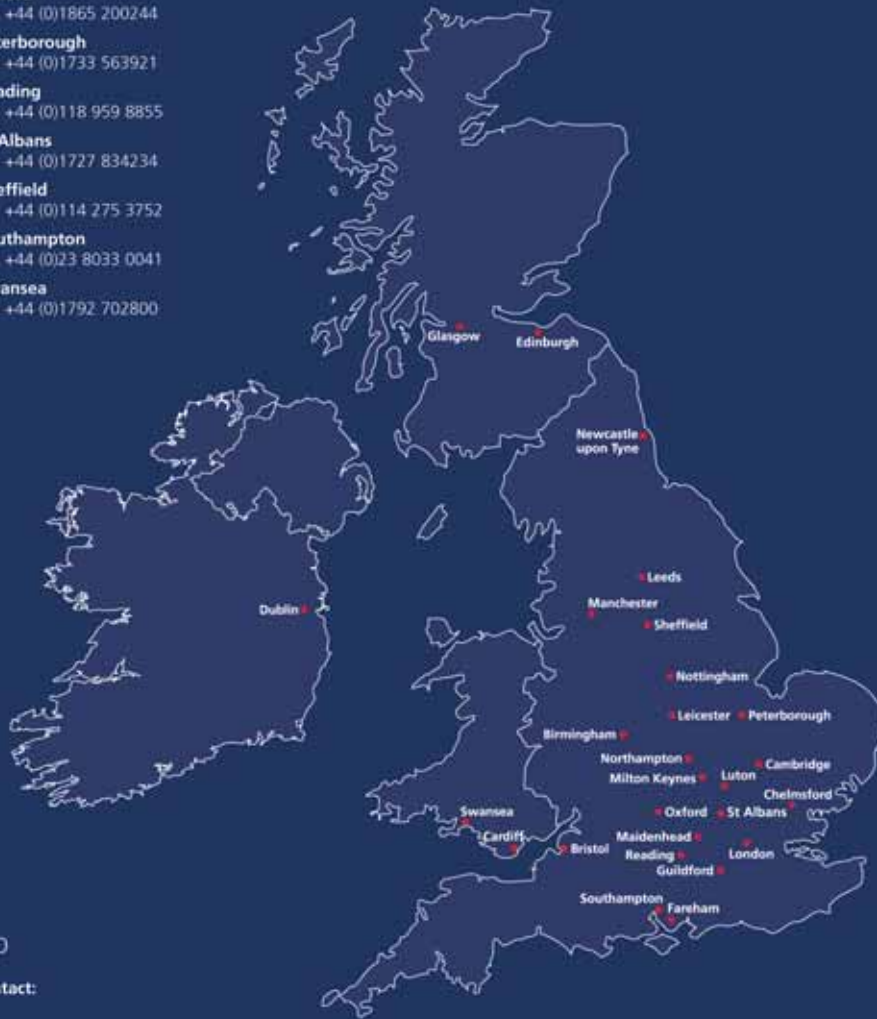 +44 (0)1865 200244
erborough
+44 (0)1733 563921
ding
+44 (0)118 959 8855
Albans
+44 (0)1727 834234
effield
+44 (0)114 275 3752
uthampton
+44 (0)23 8033 0041
ansea
+44 (0)1792 702800
Glasgow
Edinburgh
Newcastle
upon Tyne
Leeds
Manchester
Dublin
Sheffield
Nottingham
Leicester
Peterborough
Birmingham
Northampton
Cambridge
Milton Keynes
Luton
Chelmsford
Swansea
Oxford
St Albans
Cardiff
Maidenhead
Bristol
Reading
London
Guildford
Southampton
Fareham
0
tact: